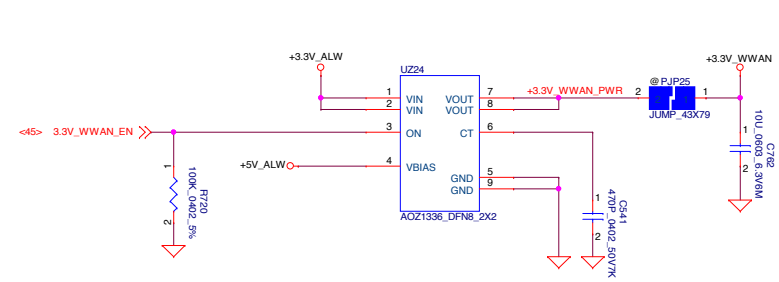 +3.3V_ALW
UZ24
1 VIN VOUT 7
2 VIN VOUT 8
+3.3V_WWAN_PWR
2 @PJP25 1
JUMP_43X79
+3.3V_WWAN
<45> 3.3V_WWAN_EN
3 ON CT 6
+5V_ALW
4 VBIAS
GND 5
GND 9
AOZ1336_DFN8_2X2
1
2
R720
100K_0402_5%
1
2
C541
470P_0402_50V7K
1
2
C762
10U_0603_6.3V6M